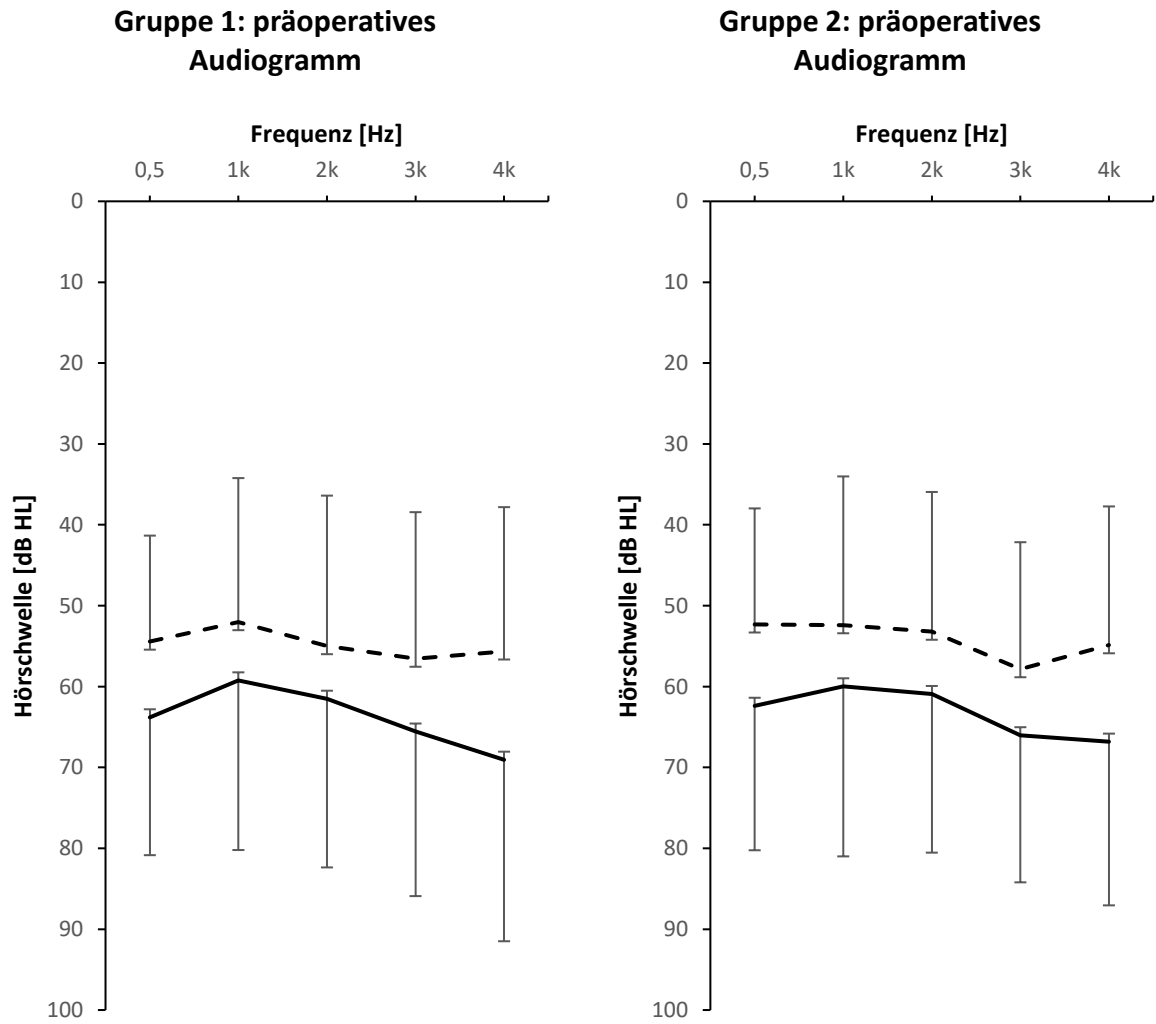 Gruppe 1: präoperatives
Audiogramm
Frequenz [Hz]
0,5 1k 2k 3k 4k
0
10
20
30
40
50
60
70
80
90
100
Hörschwelle [dB HL]
Gruppe 2: präoperatives
Audiogramm
Frequenz [Hz]
0,5 1k 2k 3k 4k
0
10
20
30
40
50
60
70
80
90
100
Hörschwelle [dB HL]